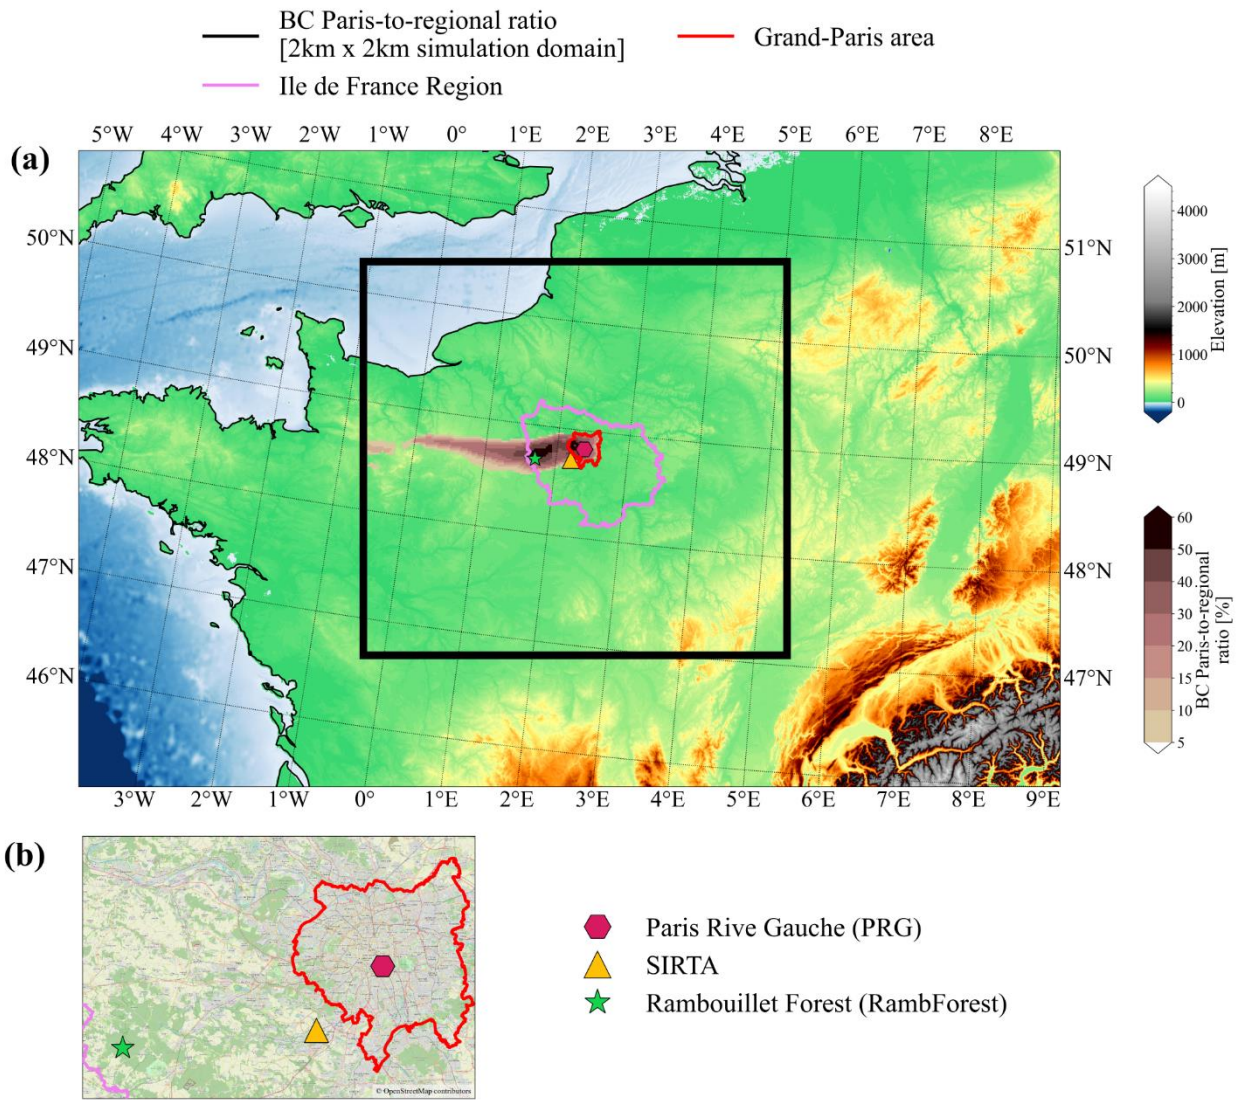 BC Paris-to-regional ratio
[2km x 2km simulation domain]
Grand-Paris area
Ile de France Region
(a)
5°W 4°W 3°W 2°W 1°W 0° 1°E 2°E 3°E 4°E 5°E 6°E 7°E 8°E
50°N
49°N
48°N
47°N
46°N
51°N
50°N
49°N
48°N
47°N
3°W 2°W 1°W 0° 1°E 2°E 3°E 4°E 5°E 6°E 7°E 8°E 9°E
4000
3000
2000
1000
0
Elevation [m]
60
50
40
30
20
15
10
5
BC Paris-to-regional
ratio [%]
(b)
© OpenStreetMap contributors
Paris Rive Gauche (PRG)
SIRTA
Rambouillet Forest (RambForest)